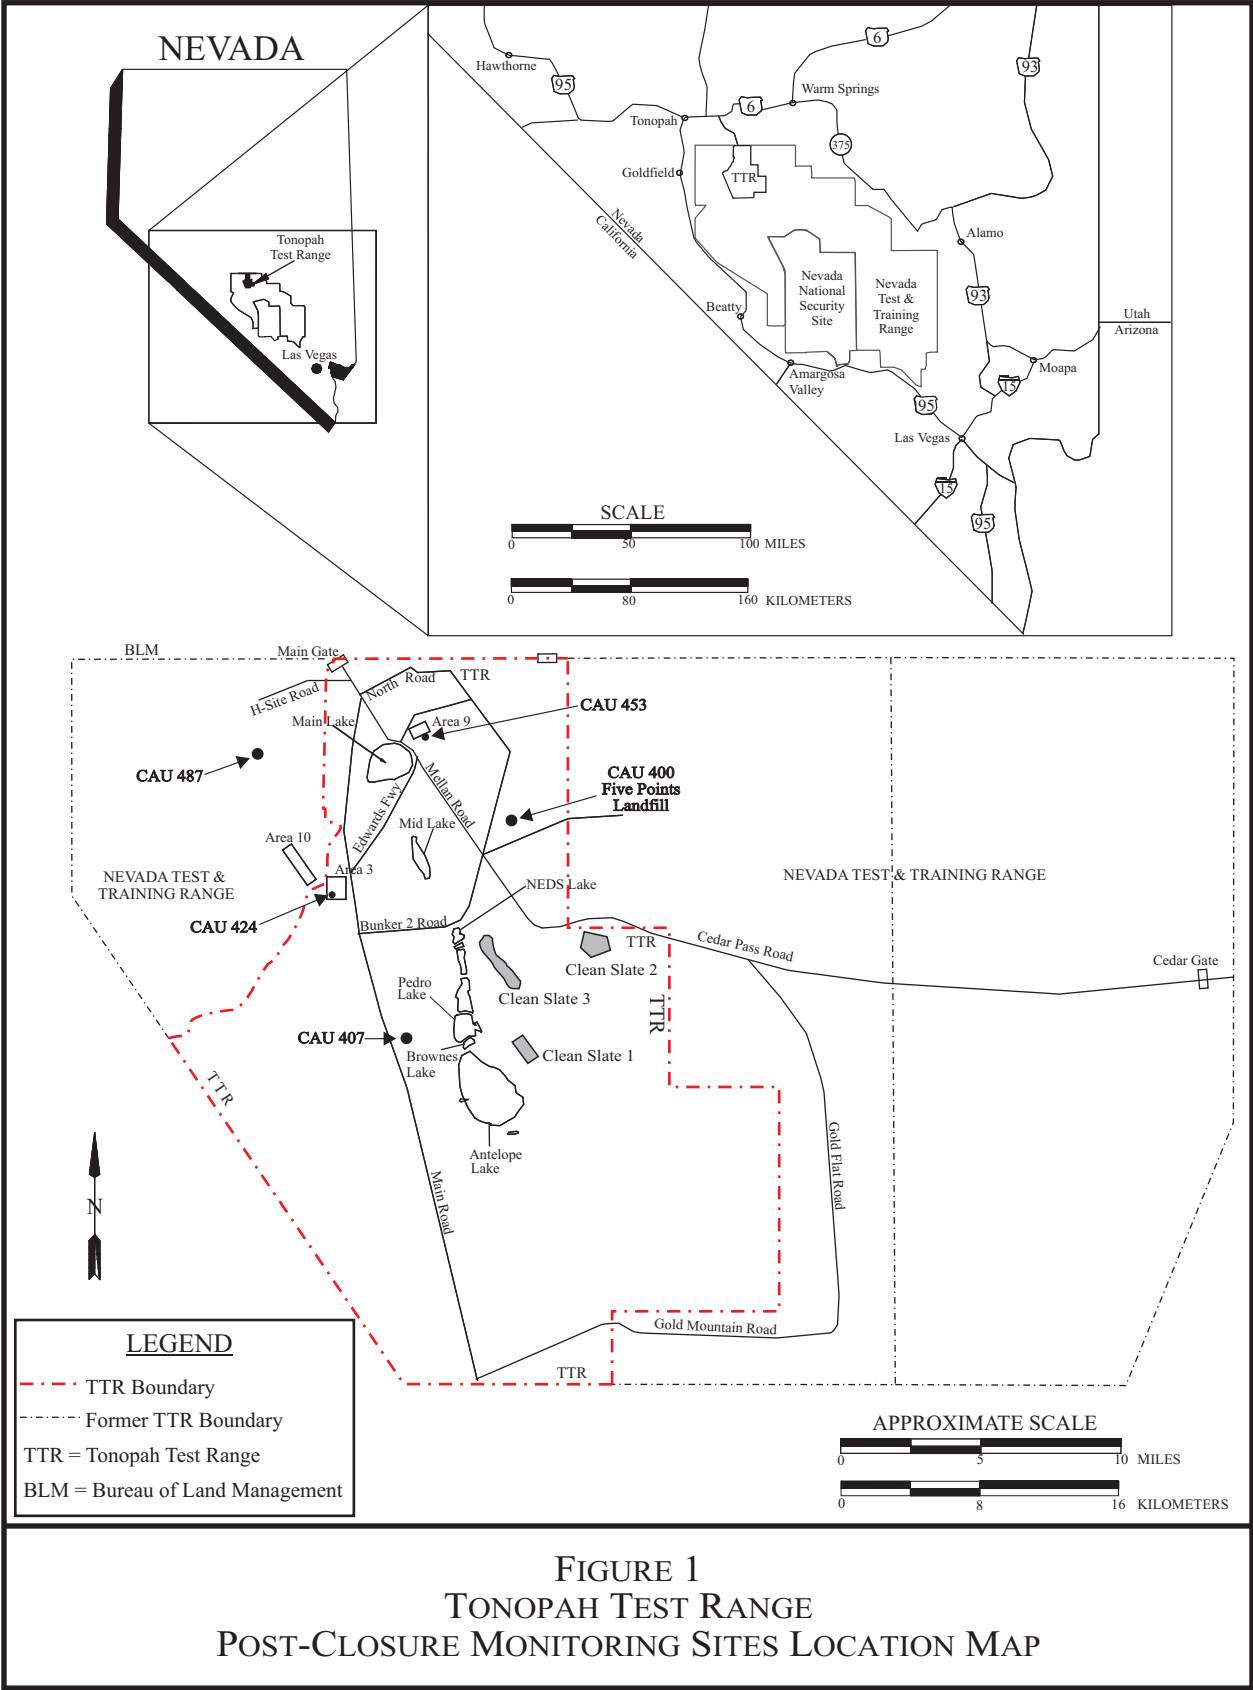 NEVADA
Tonopah
Test Range
Las Vegas
Hawthorne
95
6
93
Warm Springs
6
Tonopah
375
Goldfield
TTR
Nevada
California
Alamo
Nevada
National
Security
Site
Nevada
Test &
Training
Range
93
Beatty
Utah
Arizona
Amargosa
Valley
Moapa
15
95
Las Vegas
15
95
SCALE
0 50 100 MILES
0 80 160 KILOMETERS
BLM
Main Gate
H-Site Road
North Road
TTR
Main Lake
Area 9
CAU 453
CAU 487
CAU 400
Five Points
Landfill
Mellan Road
Edwards Fwy
Mid Lake
Area 10
Area 3
NEVADA TEST &
TRAINING RANGE
NEDS Lake
NEVADA TEST & TRAINING RANGE
CAU 424
Bunker 2 Road
TTR
Cedar Pass Road
Cedar Gate
Clean Slate 2
Pedro
Lake
Clean Slate 3
TTR
CAU 407
Brownes
Lake
Clean Slate 1
TTR
Antelope
Lake
Gold Flat Road
Main Road
N
Gold Mountain Road
TTR
LEGEND
TTR Boundary
Former TTR Boundary
TTR = Tonopah Test Range
BLM = Bureau of Land Management
APPROXIMATE SCALE
0 5 10 MILES
0 8 16 KILOMETERS
FIGURE 1
TONOPAH TEST RANGE
POST-CLOSURE MONITORING SITES LOCATION MAP